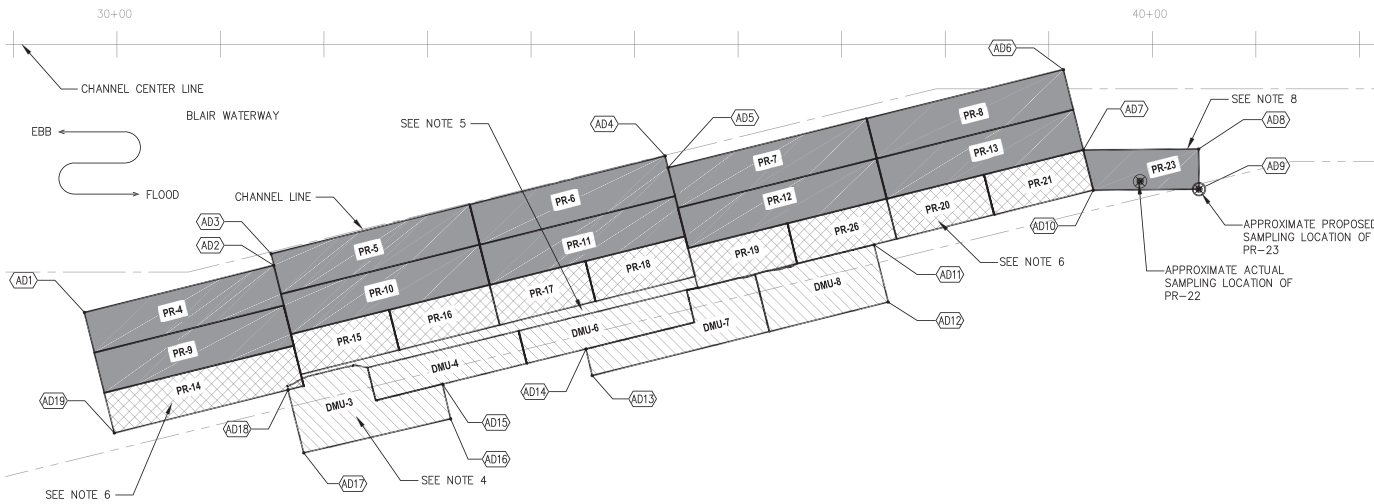 30+00
40+00
CHANNEL CENTER LINE
BLAIR WATERWAY
EBB
FLOOD
CHANNEL LINE
SEE NOTE 5
AD6
AD7
SEE NOTE 8
AD8
AD9
AD4
AD5
AD3
AD2
AD1
PR-8
PR-7
PR-13
PR-23
PR-6
PR-12
PR-21
PR-5
PR-11
PR-20
PR-26
PR-19
PR-10
PR-18
PR-17
PR-4
PR-16
PR-9
PR-15
PR-14
AD10
APPROXIMATE PROPOSED
SAMPLING LOCATION OF
PR-23
APPROXIMATE ACTUAL
SAMPLING LOCATION OF
PR-22
SEE NOTE 6
AD11
AD12
DMU-8
DMU-7
DMU-6
DMU-4
DMU-3
AD14
AD13
AD15
AD16
AD17
AD18
AD19
SEE NOTE 4
SEE NOTE 6